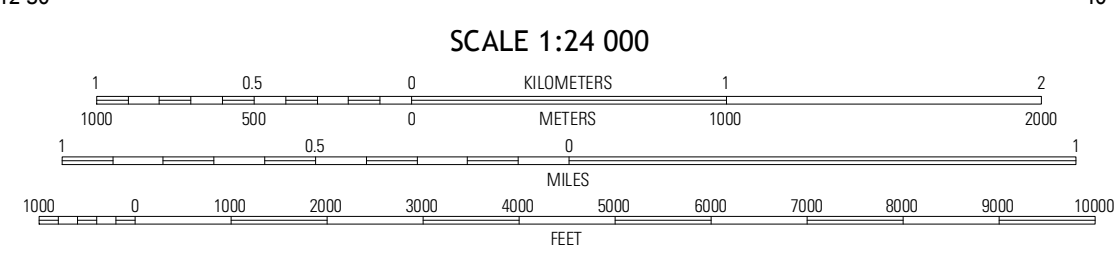 SCALE 1:24 000
1 0.5 0 KILOMETERS 1 2
1000 500 0 METERS 1000 2000
1 0.5 0 1
MILES
1000 0 1000 2000 3000 4000 5000 6000 7000 8000 9000 10000
FEET